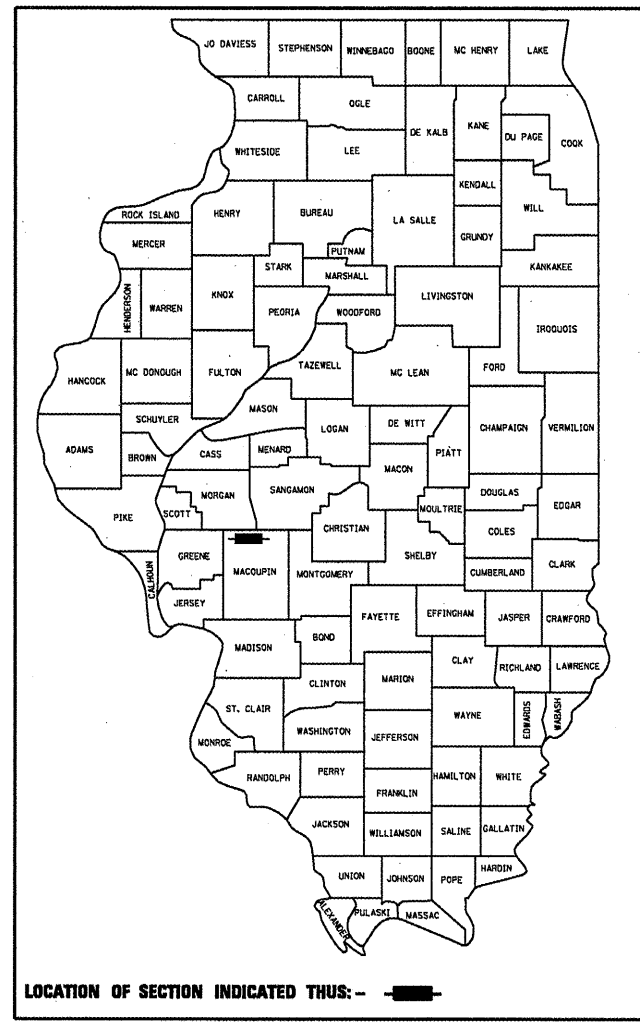 JO DAVIESS STEPHENSON WINNEBAGO BOONE MC HENRY LAKE
CARROLL OGLE DE KALB KANE DU PAGE COOK
WHITESIDE LEE
KENDALL
ROCK ISLAND HENRY BUREAU LA SALLE WILL
MERCER PUTNAM GRUNDY
STARK MARSHALL KANKAKEE
HENDERSON WARREN KNOX PEORIA WOODFORD LIVINGSTON IROQUOIS
HANCOCK MC DONOUGH FULTON TAZEWELL MC LEAN FORD
MASON
SCHUYLER LOGAN DE WITT CHAMPAIGN VERMILION
ADAMS BROWN CASS MENARD MACON PIATT
MORGAN SANGAMON DOUGLAS
PIKE SCOTT CHRISTIAN MOULTRIE COLES EDGAR
GREENE MACOUPIN MONTGOMERY SHELBY CUMBERLAND CLARK
CALHOUN JERSEY FAYETTE EFFINGHAM JASPER CRAWFORD
MADISON BOND CLAY RICHLAND LAWRENCE
CLINTON MARION
ST. CLAIR WAYNE EDWARDS WABASH
MONROE WASHINGTON JEFFERSON
RANDOLPH PERRY HAMILTON WHITE
FRANKLIN
JACKSON WILLIAMSON SALINE GALLATIN
UNION JOHNSON POPE HARDIN
ALEXANDER PULASKI MASSAC
LOCATION OF SECTION INDICATED THUS: -